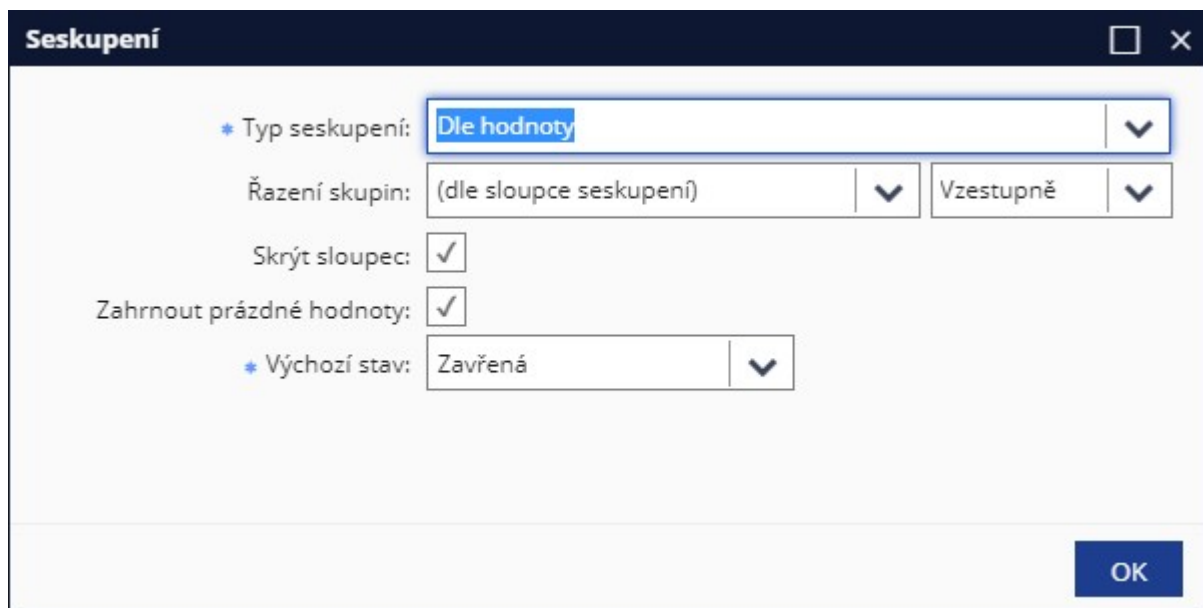 Seskupení
* Typ seskupení: Dle hodnoty
Řazení skupin: (dle sloupce seskupení) Vzestupně
Skrýt sloupec:
Zahrnout prázdné hodnoty:
* Výchozí stav: Zavřená
OK